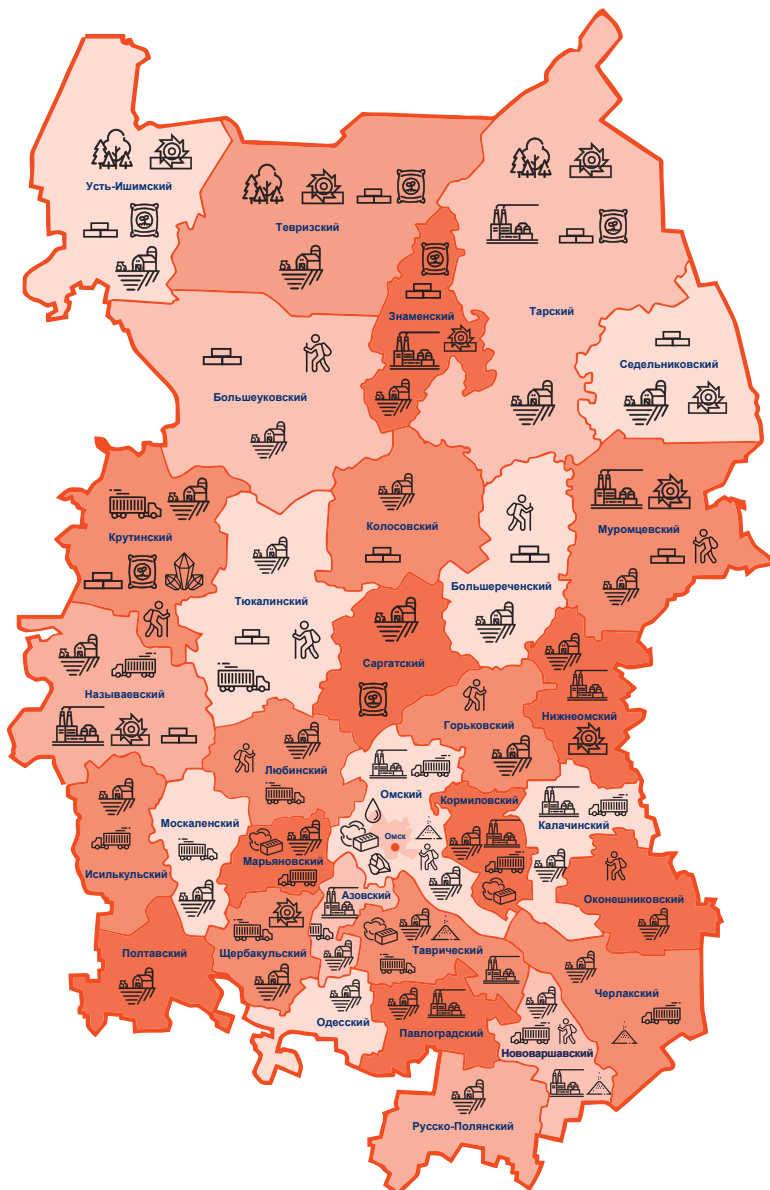 Усть-Ишимский
Тевризский
Знаменский
Тарский
Седельниковский
Большеуковский
Крутинский
Колосовский
Муромцевский
Тюкалинский
Большереченский
Саргатский
Называевский
Горьковский
Нижнеомский
Любинский
Омский
Кормиловский
Москаленский
Калачинский
Омск
Марьяновский
Исилькульский
Азовский
Оконешниковский
Полтавский
Щербакульский
Таврический
Черлакский
Одесский
Павлоградский
Нововаршавский
Русско-Полянский